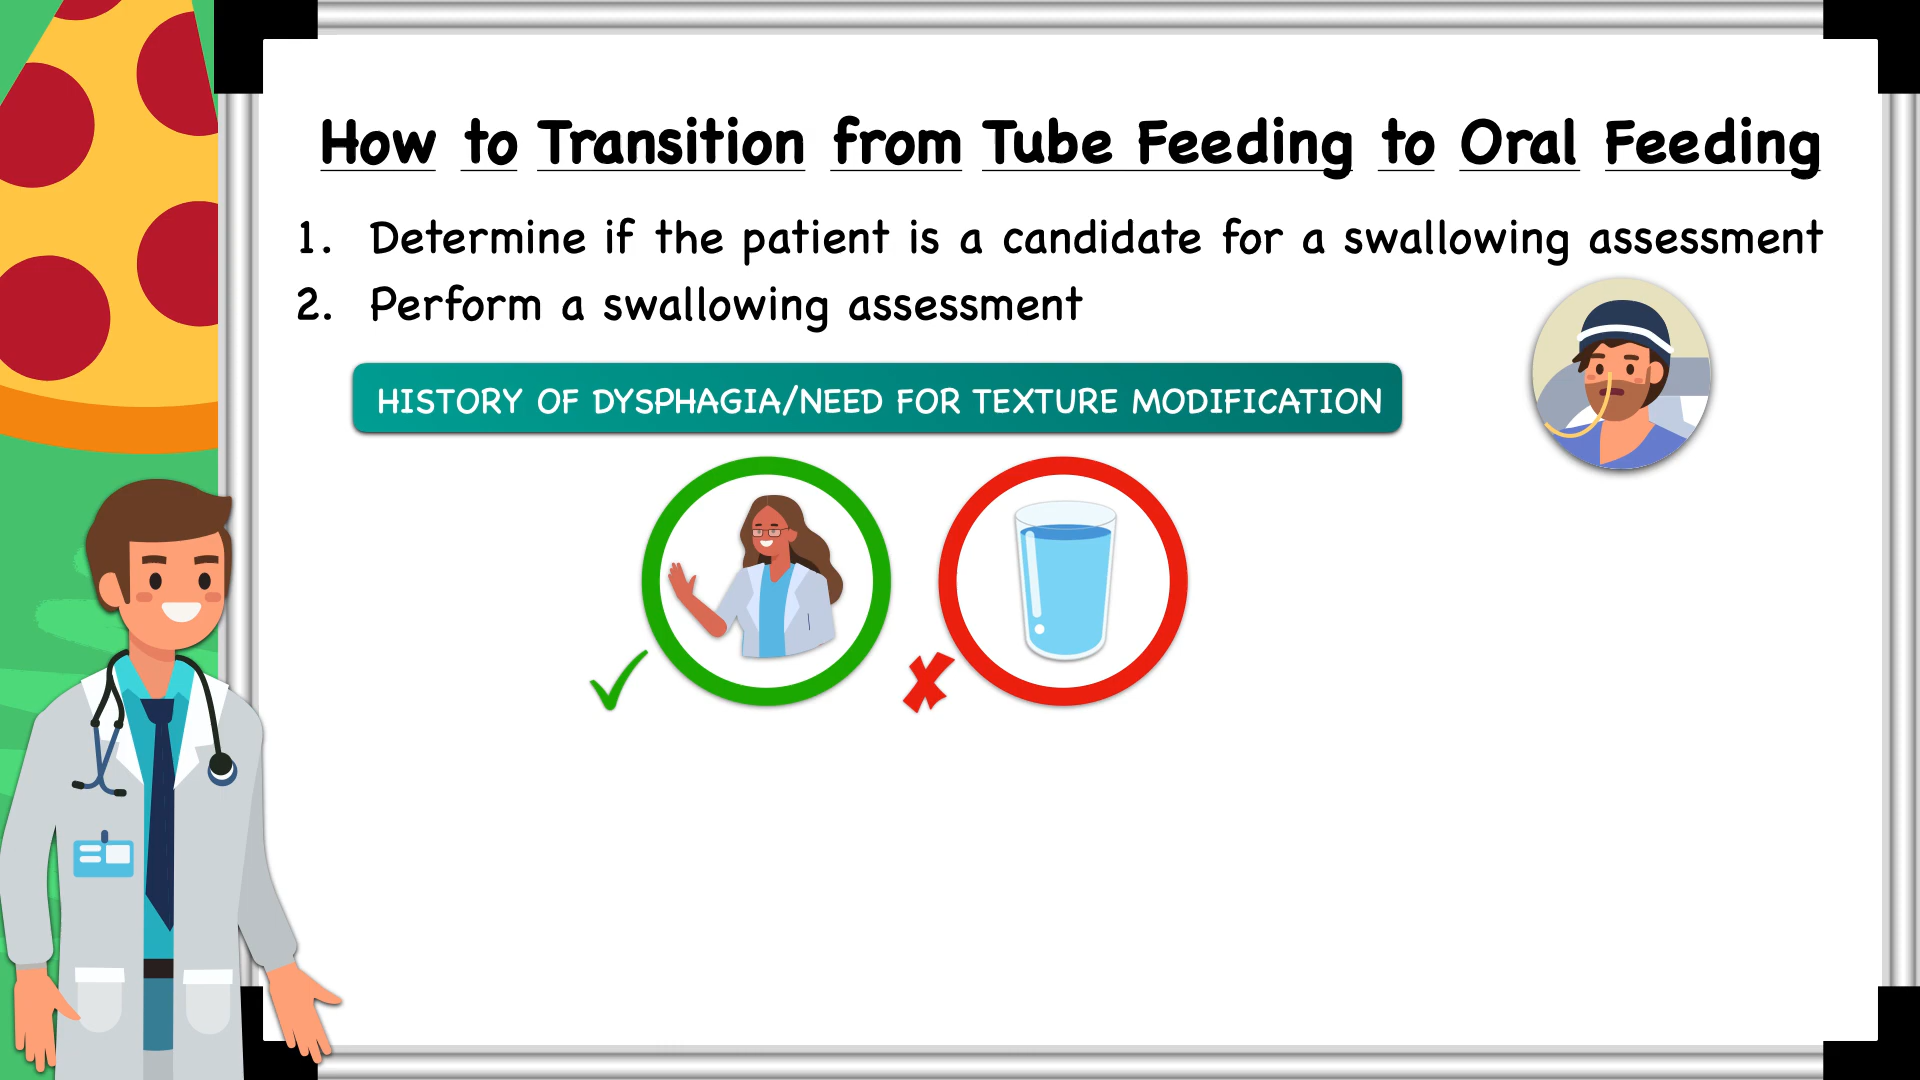 How to Transition from Tube Feeding to Oral Feeding
1. Determine if the patient is a candidate for a swallowing assessment
2. Perform a swallowing assessment
HISTORY OF DYSPHAGIA/NEED FOR TEXTURE MODIFICATION